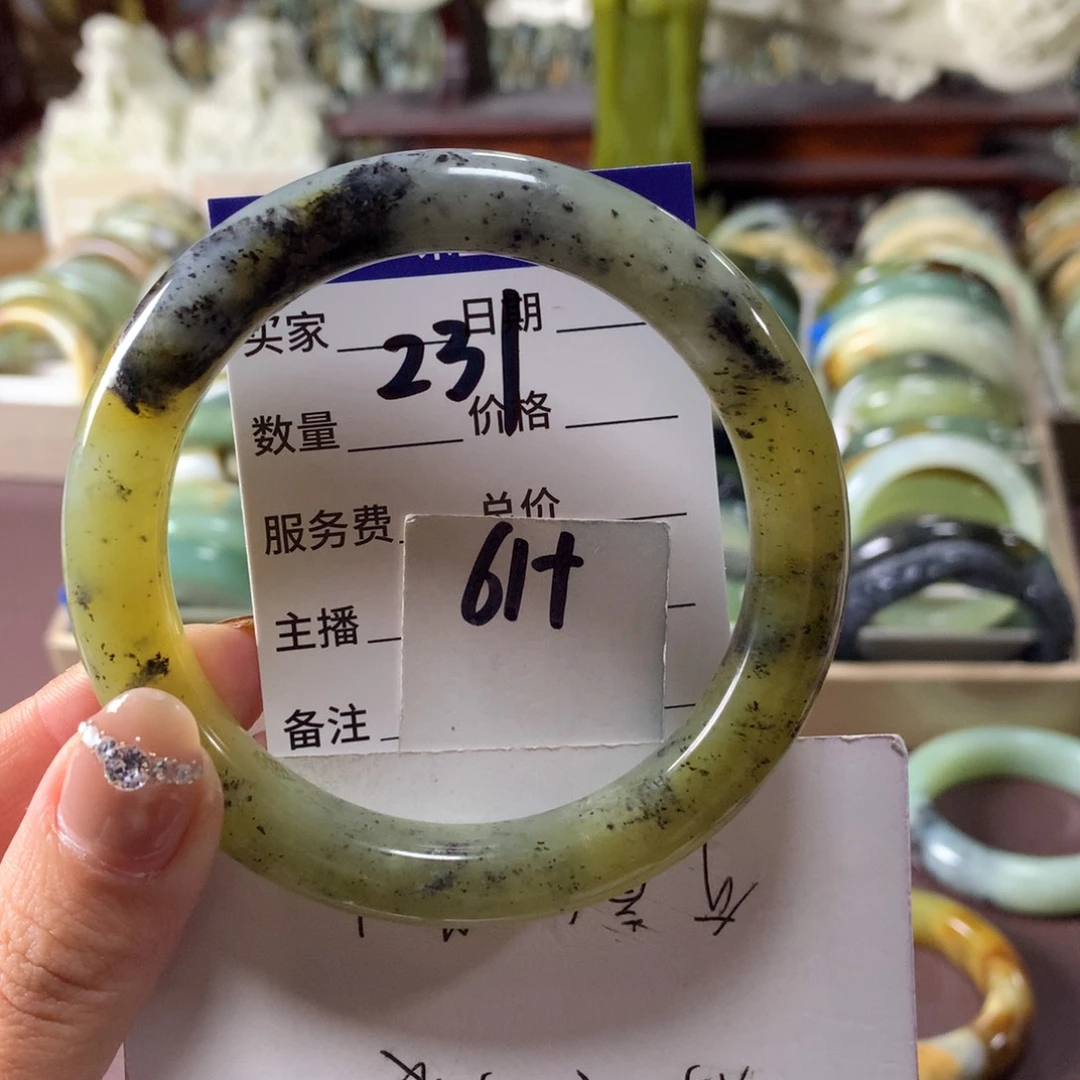 买家 日期
231
数量 价格
服务费 总价
61+
主播
备注